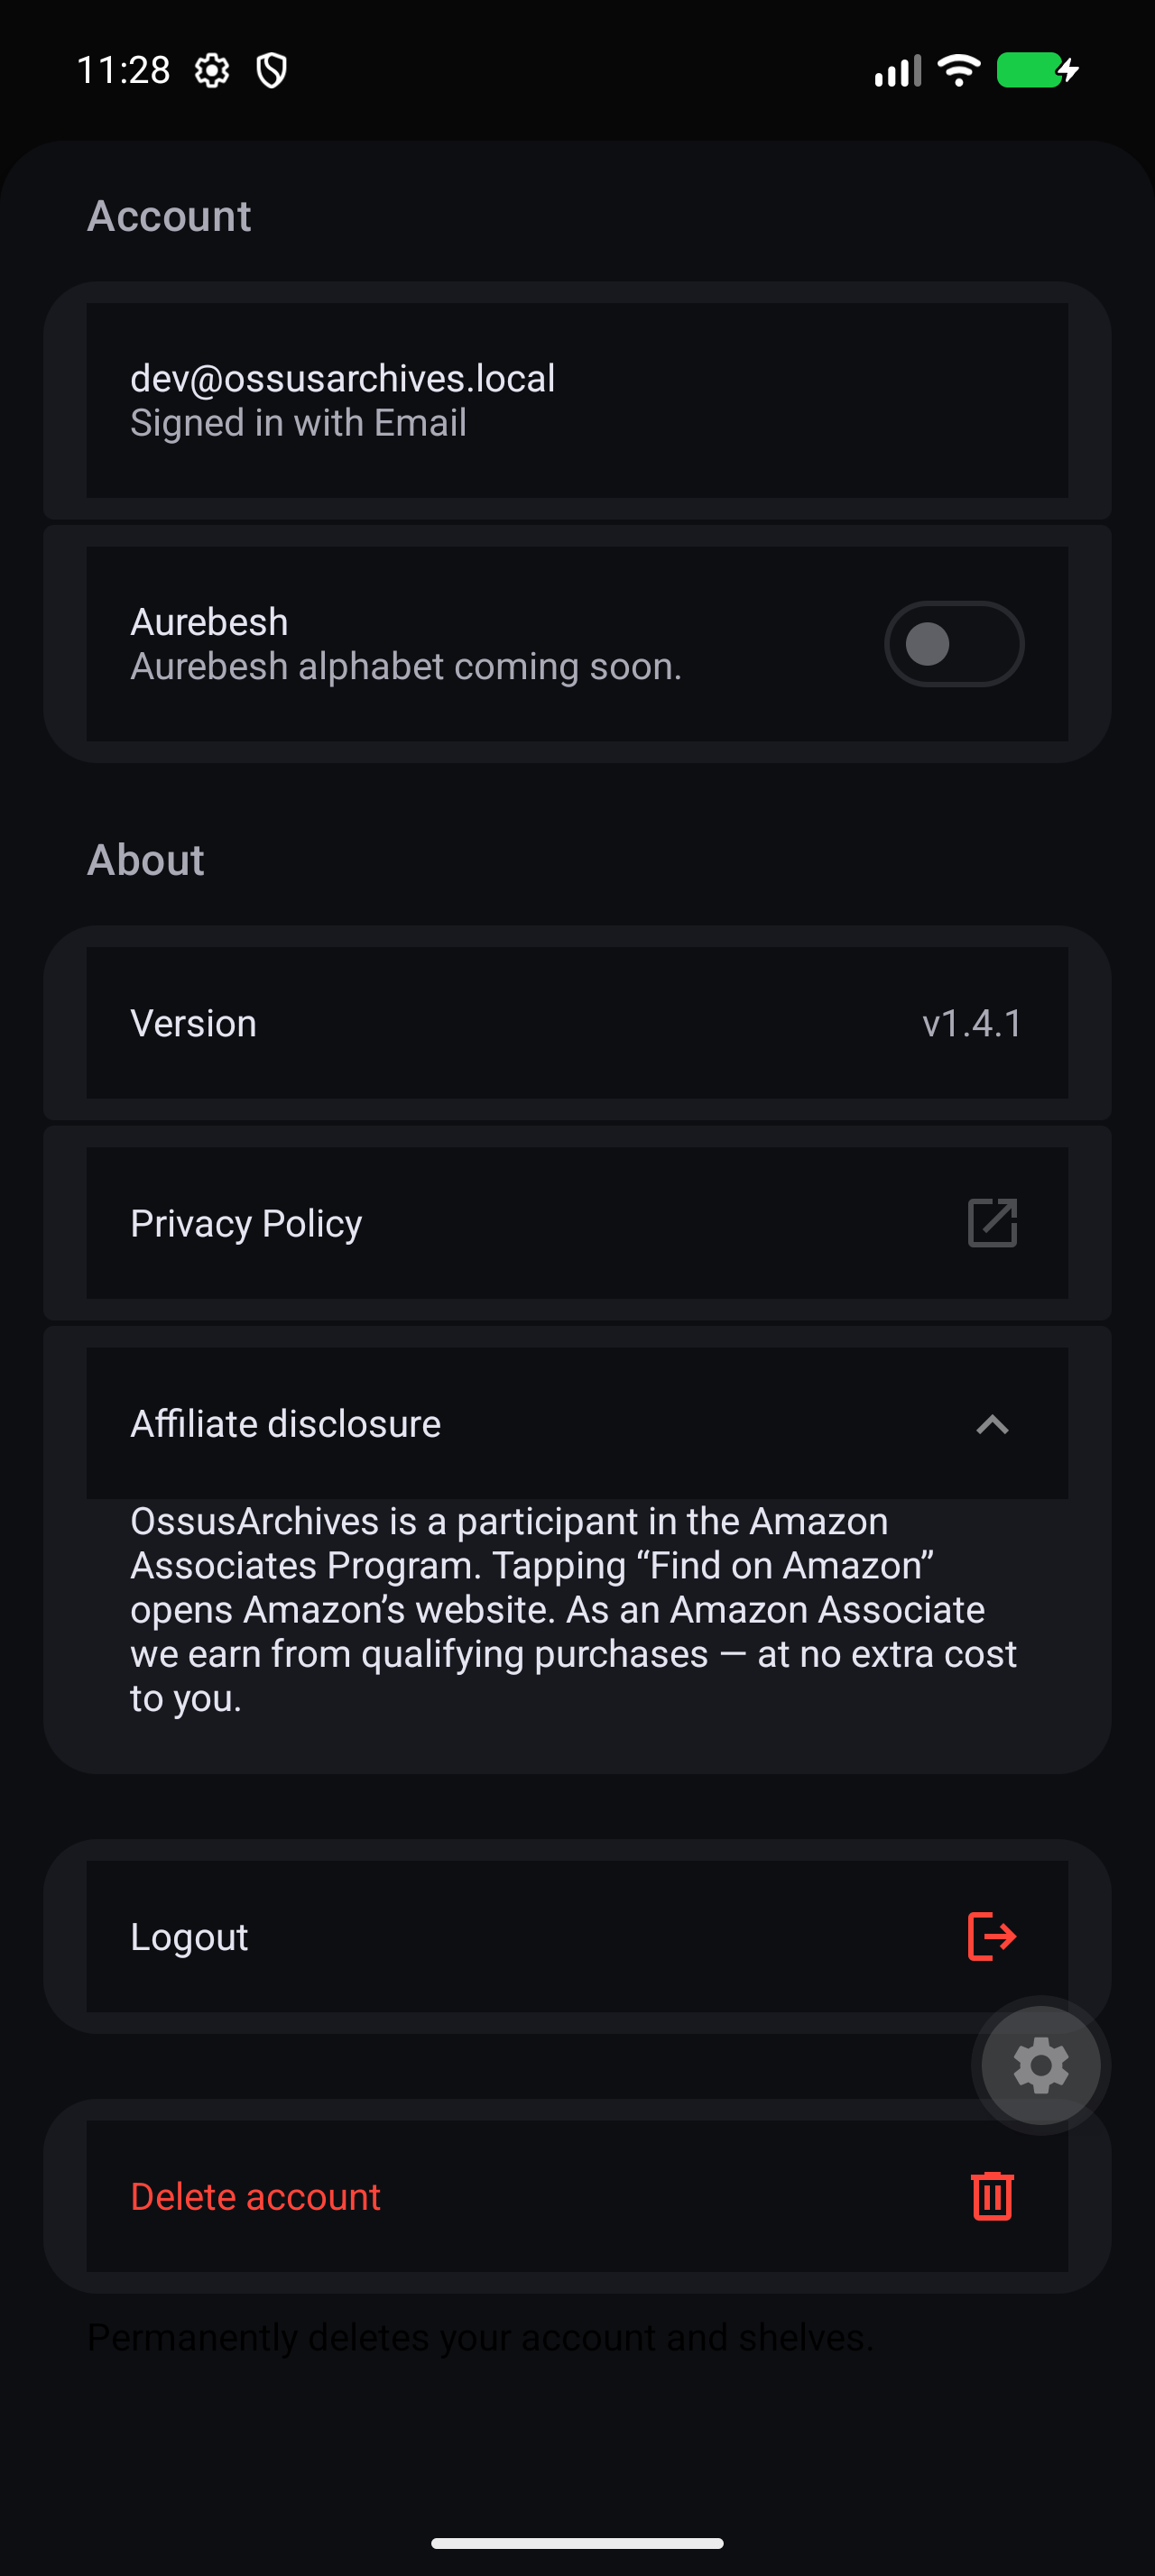 11:28
Account
dev@ossusarchives.local
Signed in with Email
Aurebesh
Aurebesh alphabet coming soon.
About
Version
v1.4.1
Privacy Policy
Affiliate disclosure
OssusArchives is a participant in the Amazon
Associates Program. Tapping “Find on Amazon”
opens Amazon’s website. As an Amazon Associate
we earn from qualifying purchases — at no extra cost
to you.
Logout
Delete account
Permanently deletes your account and shelves.